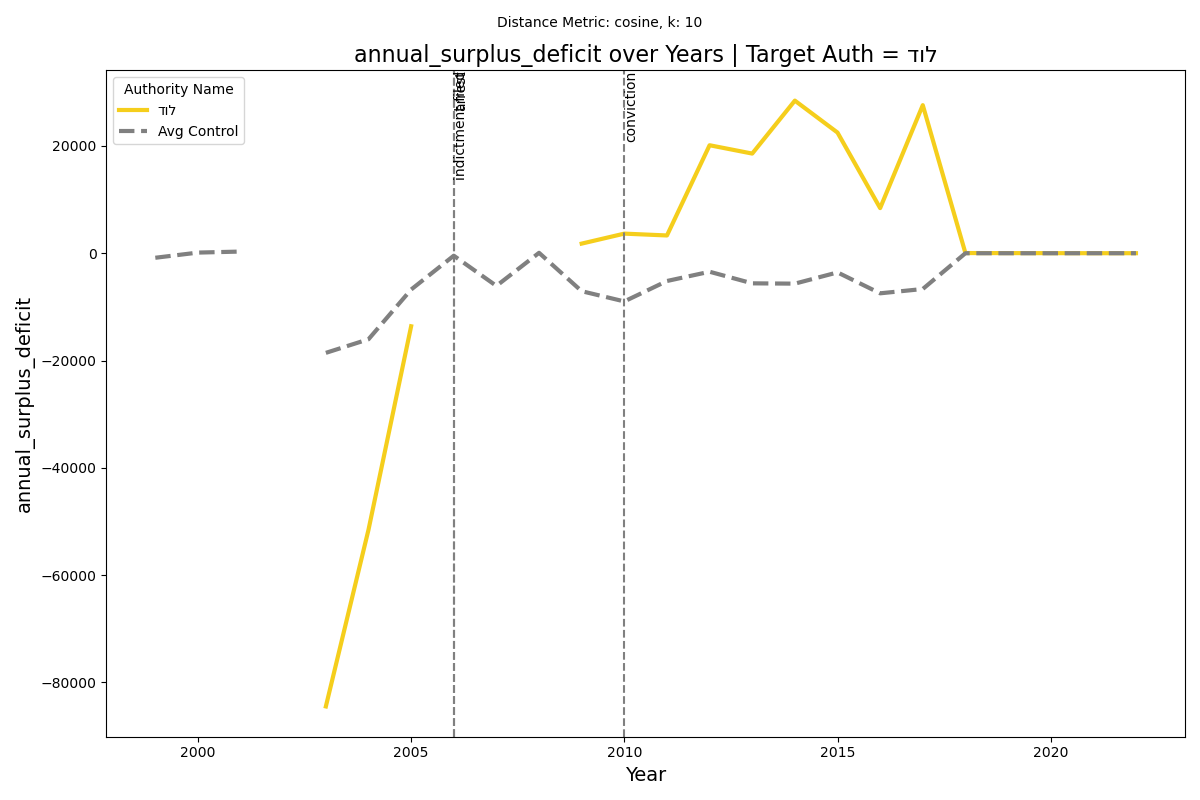 Distance Metric: cosine, k: 10
annual_surplus_deficit over Years | Target Auth = לוד
Authority Name
לוד
Avg Control
indictment
conviction
20000
0
−20000
−40000
−60000
−80000
annual_surplus_deficit
2000
2005
2010
2015
2020
Year